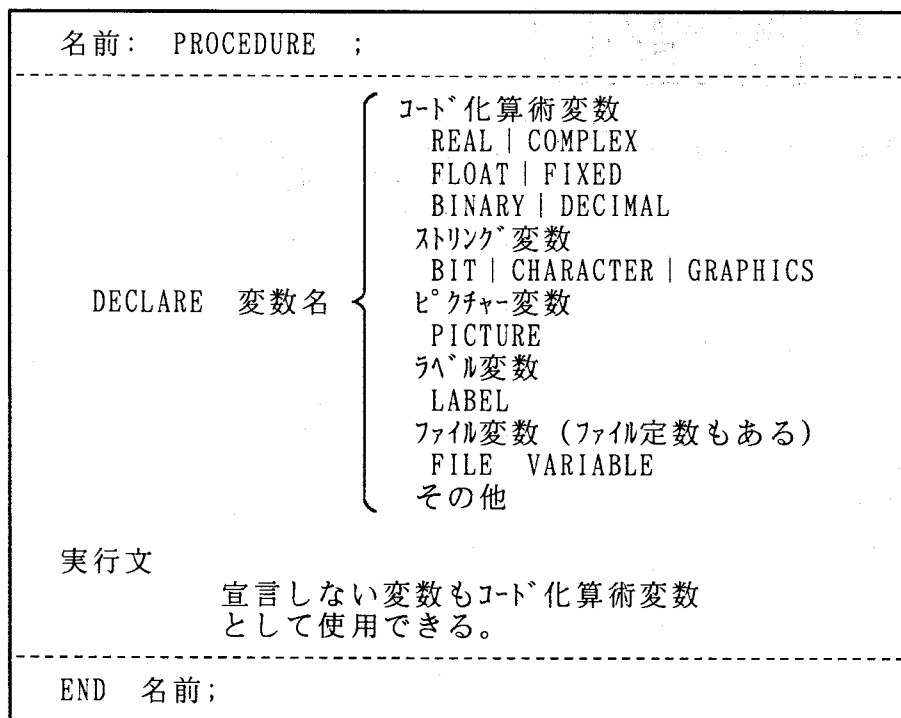 名前: PROCEDURE ;
コード化算術変数
REAL | COMPLEX
FLOAT | FIXED
BINARY | DECIMAL
ストリング変数
BIT | CHARACTER | GRAPHICS
DECLARE 変数名
ピクチャー変数
PICTURE
ラベル変数
LABEL
ファイル変数 (ファイル定数もある)
FILE VARIABLE
その他
実行文
宣言しない変数もコード化算術変数
として使用できる。
END 名前;